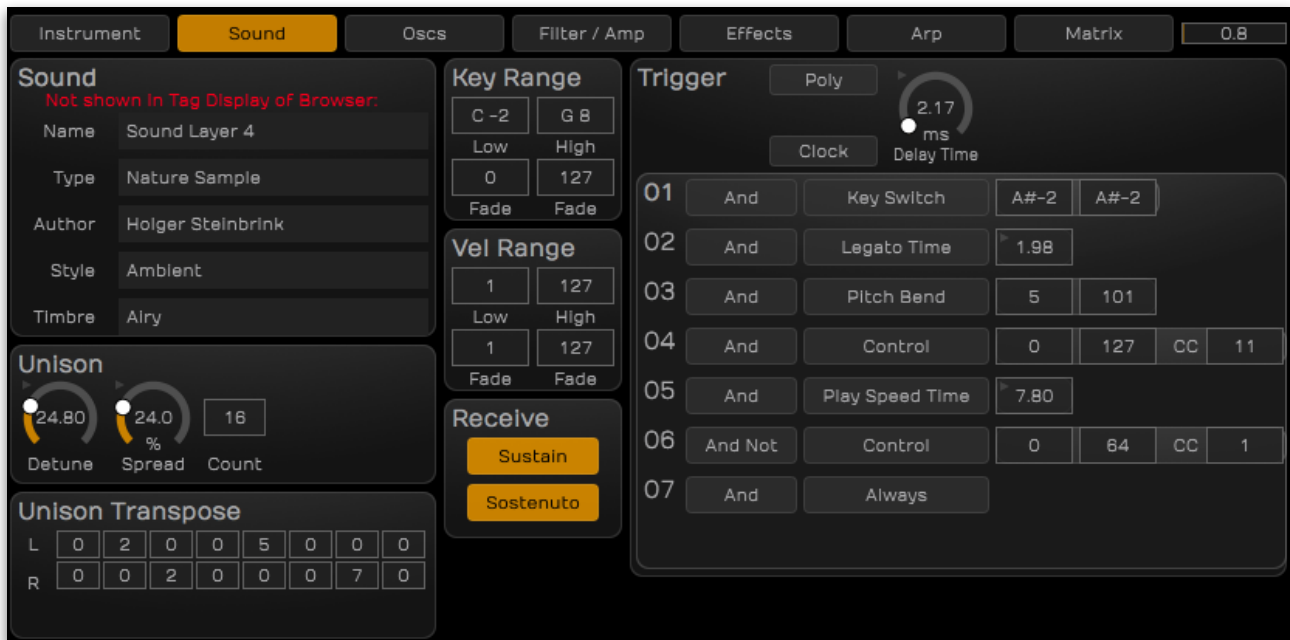 Instrument Sound Oscs Filter / Amp Effects Arp Matrix 0.8
Sound
Not shown in Tag Display of Browser:
Name Sound Layer 4
Type Nature Sample
Author Holger Steinbrink
Style Ambient
Timbre Airy
Unison
24.80 24.0 % 16
Detune Spread Count
Unison Transpose
L 0 2 0 0 5 0 0 0
R 0 0 2 0 0 0 7 0
Key Range
C -2 G 8
Low High
0 127
Fade Fade
Vel Range
1 127
Low High
1 127
Fade Fade
Receive
Sustain
Sostenuto
Trigger Poly
2.17
ms
Clock Delay Time
01 And Key Switch A#-2 A#-2
02 And Legato Time 1.98
03 And Pitch Bend 5 101
04 And Control 0 127 CC 11
05 And Play Speed Time 7.80
06 And Not Control 0 64 CC 1
07 And Always